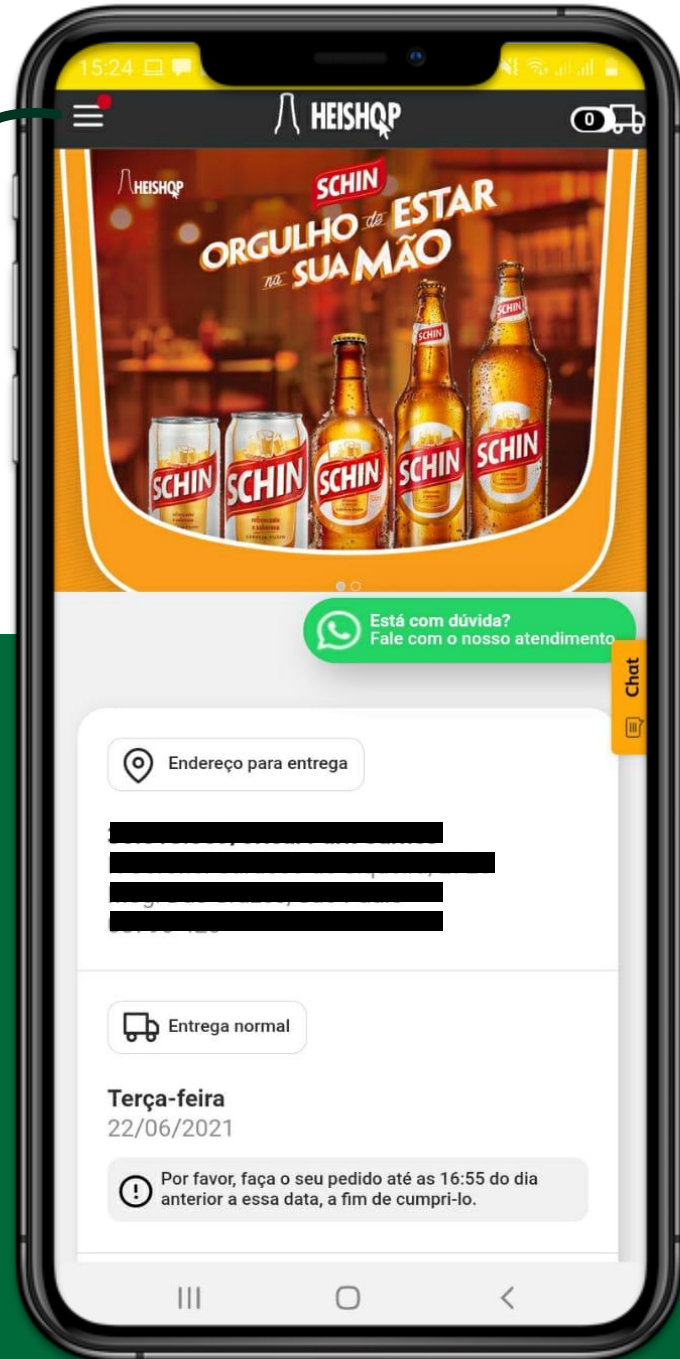 15:24
HEISHOP
0
HEISHOP
SCHIN
ORGULHO de ESTAR
na SUA MÃO
SCHIN
SCHIN
SCHIN
SCHIN
SCHIN
SCHIN
SCHIN
Está com dúvida?
Fale com o nosso atendimento
Chat
Endereço para entrega
Entrega normal
Terça-feira
22/06/2021
Por favor, faça o seu pedido até as 16:55 do dia
anterior a essa data, a fim de cumpri-lo.